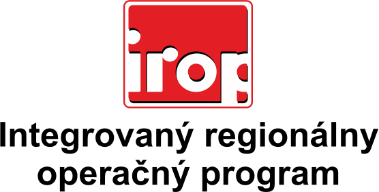 irop
Integrovaný regionálny
operačný program